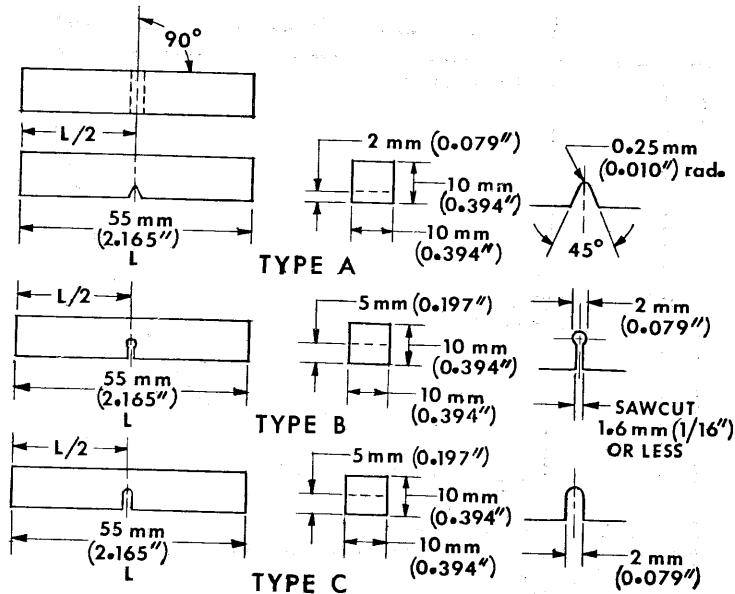 90°
L/2
2 mm (0.079″)
0.25 mm
(0.010″) rad.
10 mm
(0.394″)
55 mm
(2.165″)
L
10 mm
(0.394″)
45°
TYPE A
L/2
5 mm (0.197″)
2 mm
(0.079″)
10 mm
(0.394″)
55 mm
(2.165″)
L
10 mm
(0.394″)
SAWCUT
1.6 mm (1/16″)
OR LESS
TYPE B
L/2
5 mm (0.197″)
10 mm
(0.394″)
55 mm
(2.165″)
L
10 mm
(0.394″)
2 mm
(0.079″)
TYPE C